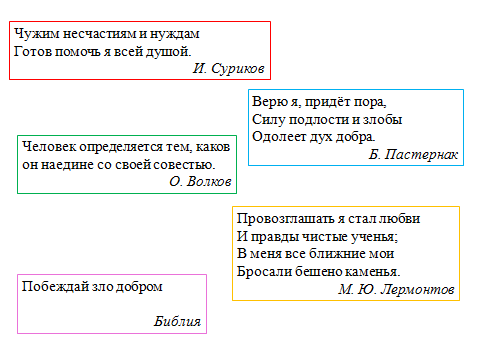 Чужим несчастиям и нуждам
Готов помочь я всей душой.
И. Суриков
Верю я, придёт пора,
Силу подлости и злобы
Одолеет дух добра.
Б. Пастернак
Человек определяется тем, каков
он наедине со своей совестью.
О. Волков
Провозглашать я стал любви
И правды чистые ученья;
В меня все ближние мои
Бросали бешено каменья.
М. Ю. Лермонтов
Побеждай зло добром
Библия